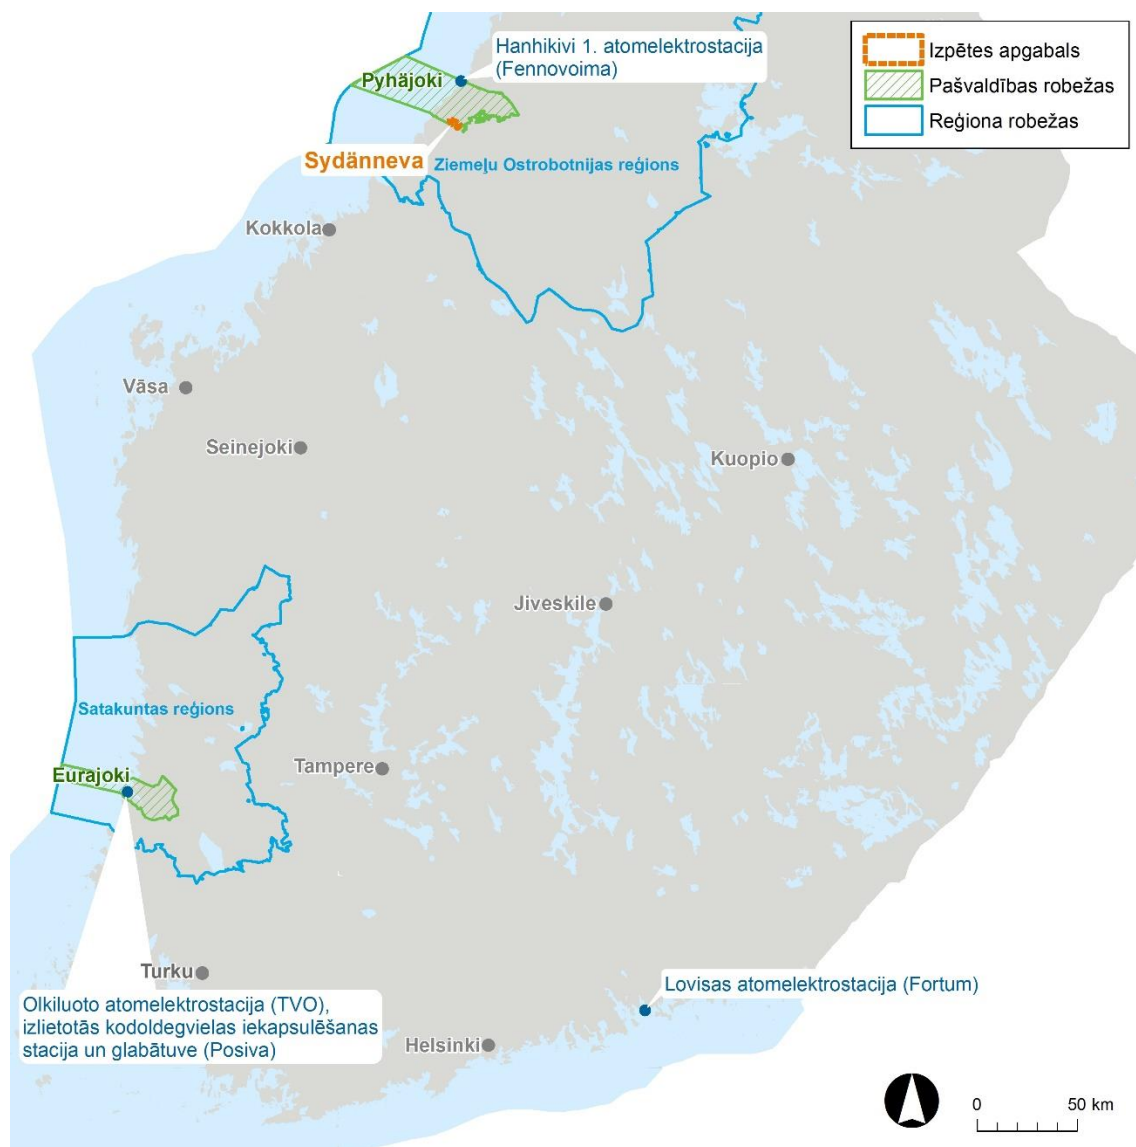 Hanhikivi 1. atomelektrostacija
(Fennovoima)
Izpētes apgabals
Pašvaldības robežas
Reģiona robežas
Pyhäjoki
Sydänneva
Ziemeļu Ostrobotnijas reģions
Kokkola
Vāsa
Seinejoki
Kuopio
Jiveskile
Satakuntas reģions
Tampere
Eurajoki
Turku
Lovisas atomelektrostacija (Fortum)
Olkiluoto atomelektrostacija (TVO),
izlietotās kodoldegvielas iekapsulēšanas
stacija un glabātuve (Posiva)
Helsinki
0 50 km